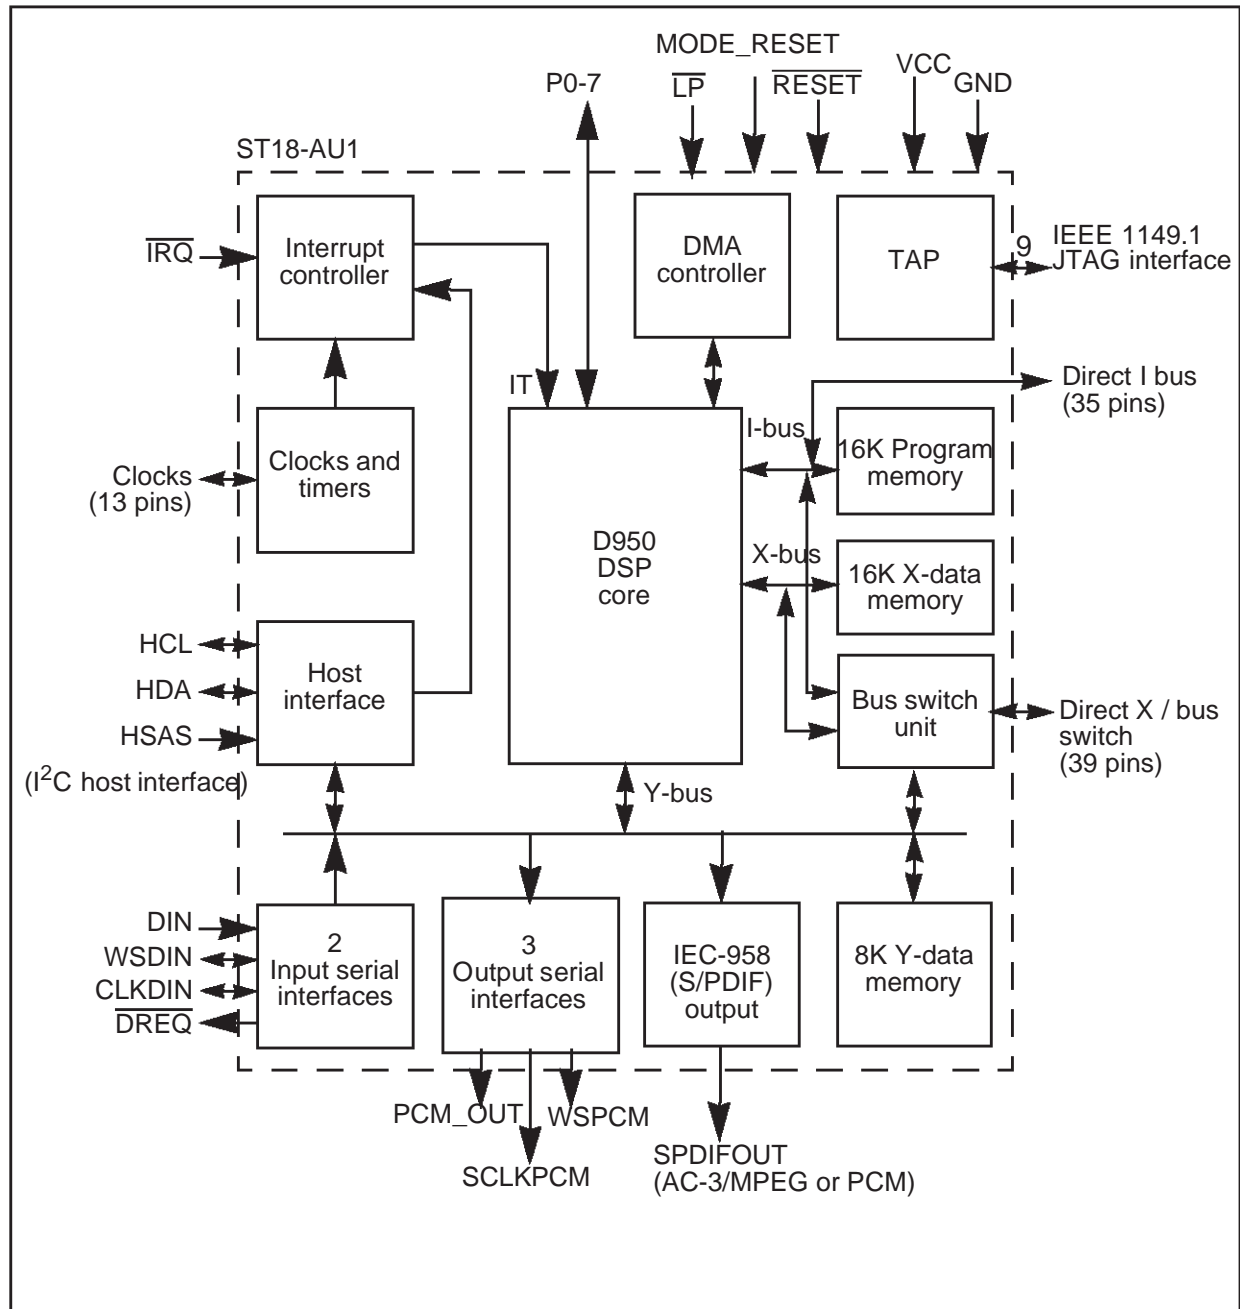 MODE_RESET
P0-7
LP
RESET
VCC
GND
ST18-AU1
IRQ
Interrupt
controller
DMA
controller
TAP
9
IEEE 1149.1
JTAG interface
IT
Direct I bus
(35 pins)
Clocks
(13 pins)
Clocks and
timers
D950
DSP
core
I-bus
16K Program
memory
X-bus
16K X-data
memory
HCL
HDA
HSAS
(I²C host interface)
Host
interface
Bus switch
unit
Direct X / bus
switch
(39 pins)
Y-bus
DIN
WSDIN
CLKDIN
DREQ
2
Input serial
interfaces
3
Output serial
interfaces
IEC-958
(S/PDIF)
output
8K Y-data
memory
PCM_OUT
WSPCM
SCLKPCM
SPDIFOUT
(AC-3/MPEG or PCM)